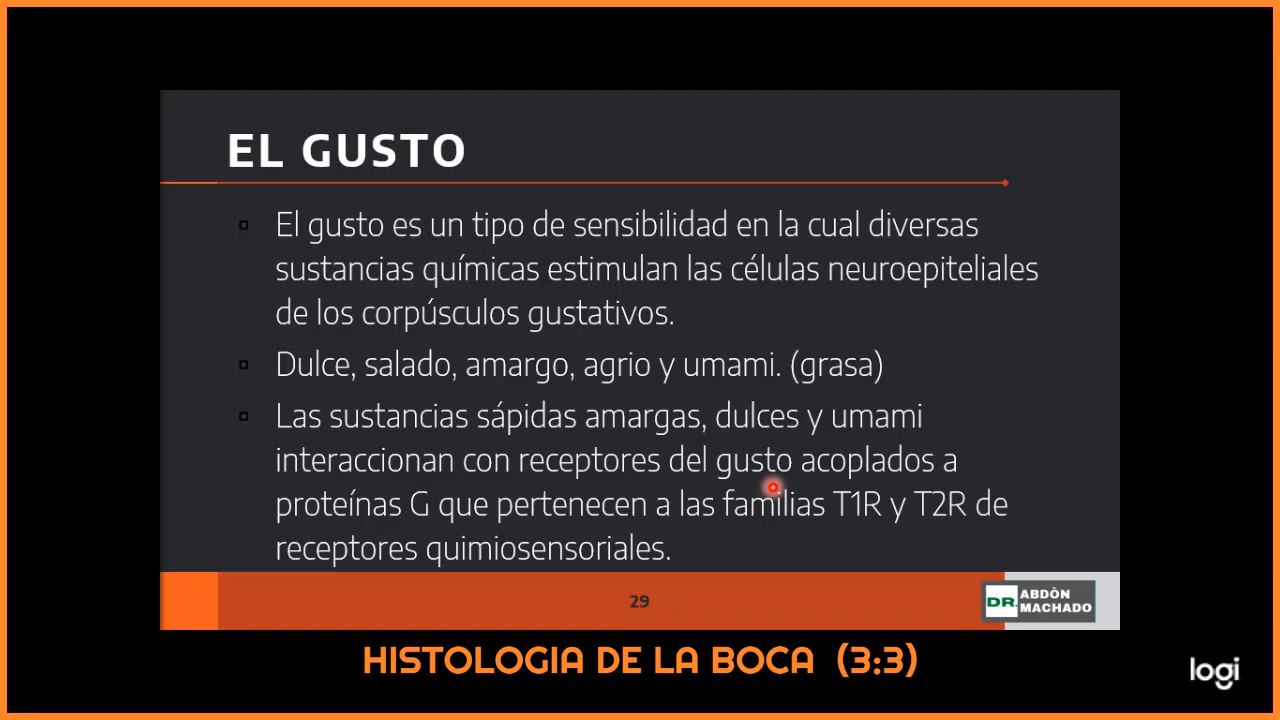 EL GUSTO
El gusto es un tipo de sensibilidad en la cual diversas
sustancias químicas estimulan las células neuroepiteliales
de los corpúsculos gustativos.
Dulce, salado, amargo, agrio y umami. (grasa)
Las sustancias sápidas amargas, dulces y umami
interaccionan con receptores del gusto acoplados a
proteínas G que pertenecen a las familias T1R y T2R de
receptores quimiosensoriales.
29
DR. ABDÒN
MACHADO
HISTOLOGIA DE LA BOCA (3:3)
logi